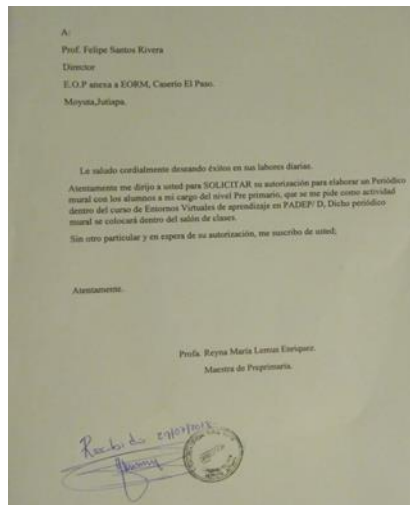 A:
Prof. Felipe Santos Rivera
Director
E.O.P anexa a EORM, Caserío El Paso.
Moyuta,Jutiapa.
Le saludo cordialmente deseando éxitos en sus labores diarias.
Atentamente me dirijo a usted para SOLICITAR su autorización para elaborar un Periódico
mural con los alumnos a mi cargo del nivel Pre primario, que se me pide como actividad
dentro del curso de Entornos Virtuales de aprendizaje en PADEP/ D, Dicho periódico
mural se colocará dentro del salón de clases.
Sin otro particular y en espera de su autorización, me suscribo de usted;
Atentamente.
Profa. Reyna María Lemus Enríquez.
Maestra de Preprimaria.
Recibido